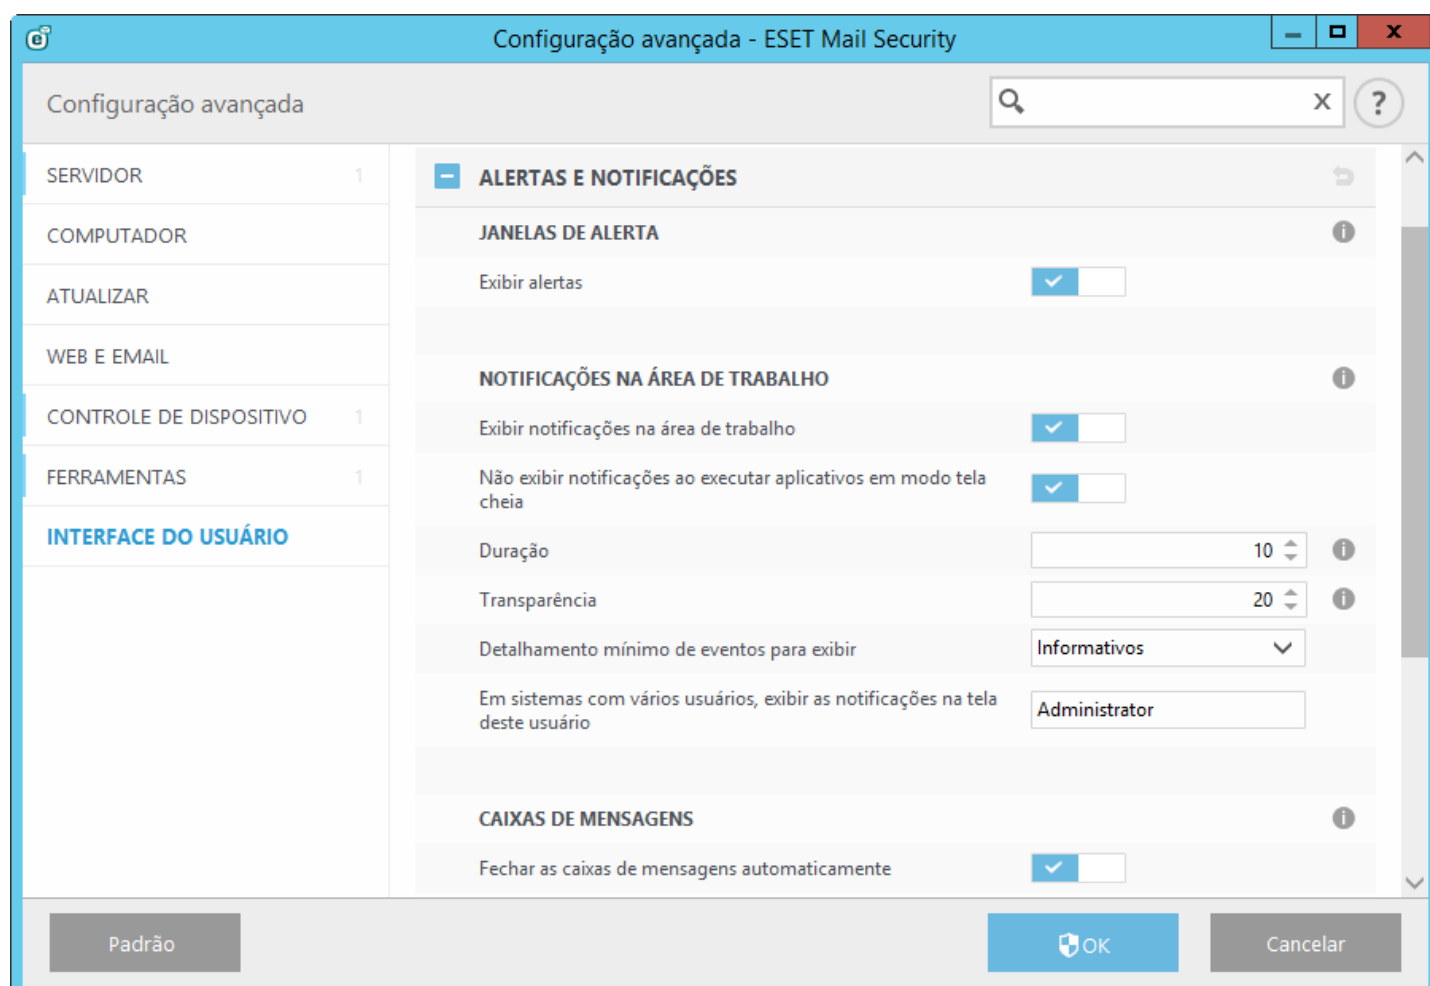 Configuração avançada - ESET Mail Security
Configuração avançada
SERVIDOR 1
COMPUTADOR
ATUALIZAR
WEB E EMAIL
CONTROLE DE DISPOSITIVO 1
FERRAMENTAS 1
INTERFACE DO USUÁRIO
ALERTAS E NOTIFICAÇÕES
JANELAS DE ALERTA
Exibir alertas
NOTIFICAÇÕES NA ÁREA DE TRABALHO
Exibir notificações na área de trabalho
Não exibir notificações ao executar aplicativos em modo tela
cheia
Duração 10
Transparência 20
Detalhamento mínimo de eventos para exibir Informativos
Em sistemas com vários usuários, exibir as notificações na tela
deste usuário Administrator
CAIXAS DE MENSAGENS
Fechar as caixas de mensagens automaticamente
Padrão OK Cancelar